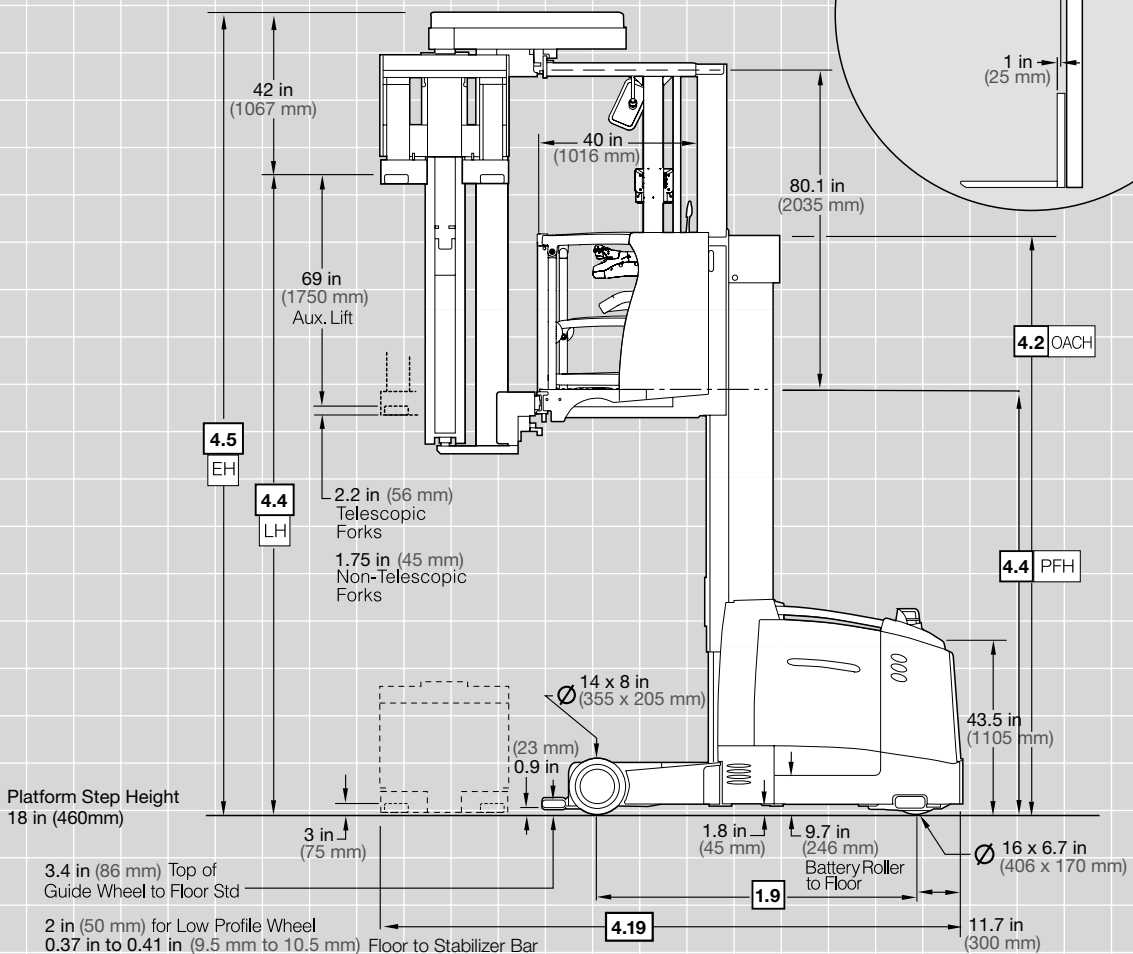 42 in
(1067 mm)
1 in
(25 mm)
40 in
(1016 mm)
80.1 in
(2035 mm)
69 in
(1750 mm)
Aux. Lift
4.2 OACH
4.5
EH
4.4
LH
2.2 in (56 mm)
Telescopic
Forks
1.75 in (45 mm)
Non-Telescopic
Forks
4.4 PFH
Ø 14 x 8 in
(355 x 205 mm)
43.5 in
(1105 mm)
(23 mm)
0.9 in
Platform Step Height
18 in (460mm)
3 in
(75 mm)
1.8 in
(45 mm)
9.7 in
(246 mm)
Battery Roller
to Floor
Ø 16 x 6.7 in
(406 x 170 mm)
3.4 in (86 mm) Top of
Guide Wheel to Floor Std
1.9
2 in (50 mm) for Low Profile Wheel
0.37 in to 0.41 in (9.5 mm to 10.5 mm) Floor to Stabilizer Bar
4.19
11.7 in
(300 mm)